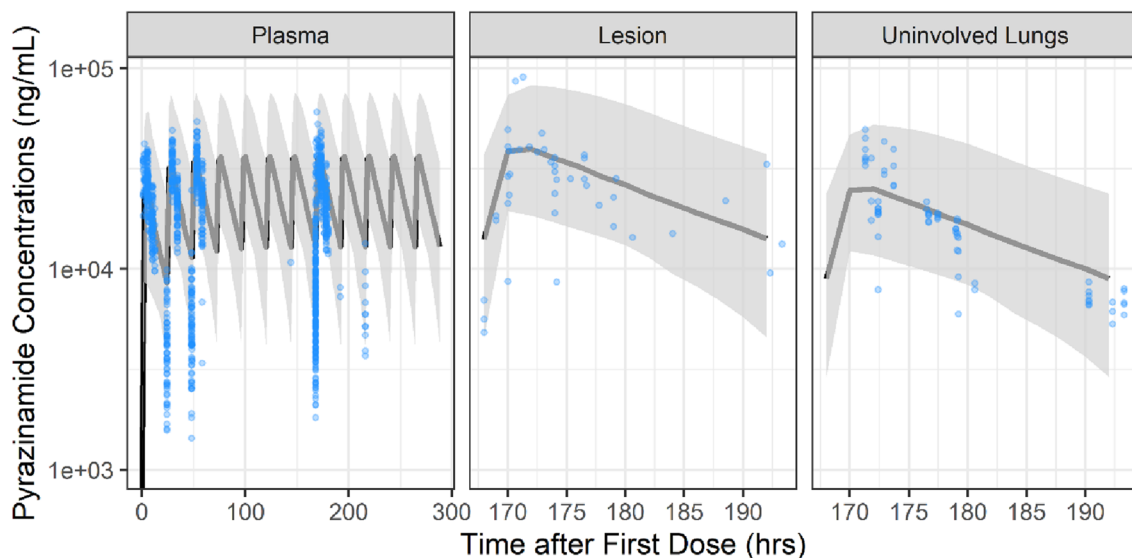 Plasma Lesion Uninvolved Lungs
Pyrazinamide Concentrations (ng/mL)
1e+05
1e+04
1e+03
0 100 200 300 170 175 180 185 190 170 175 180 185 190
Time after First Dose (hrs)